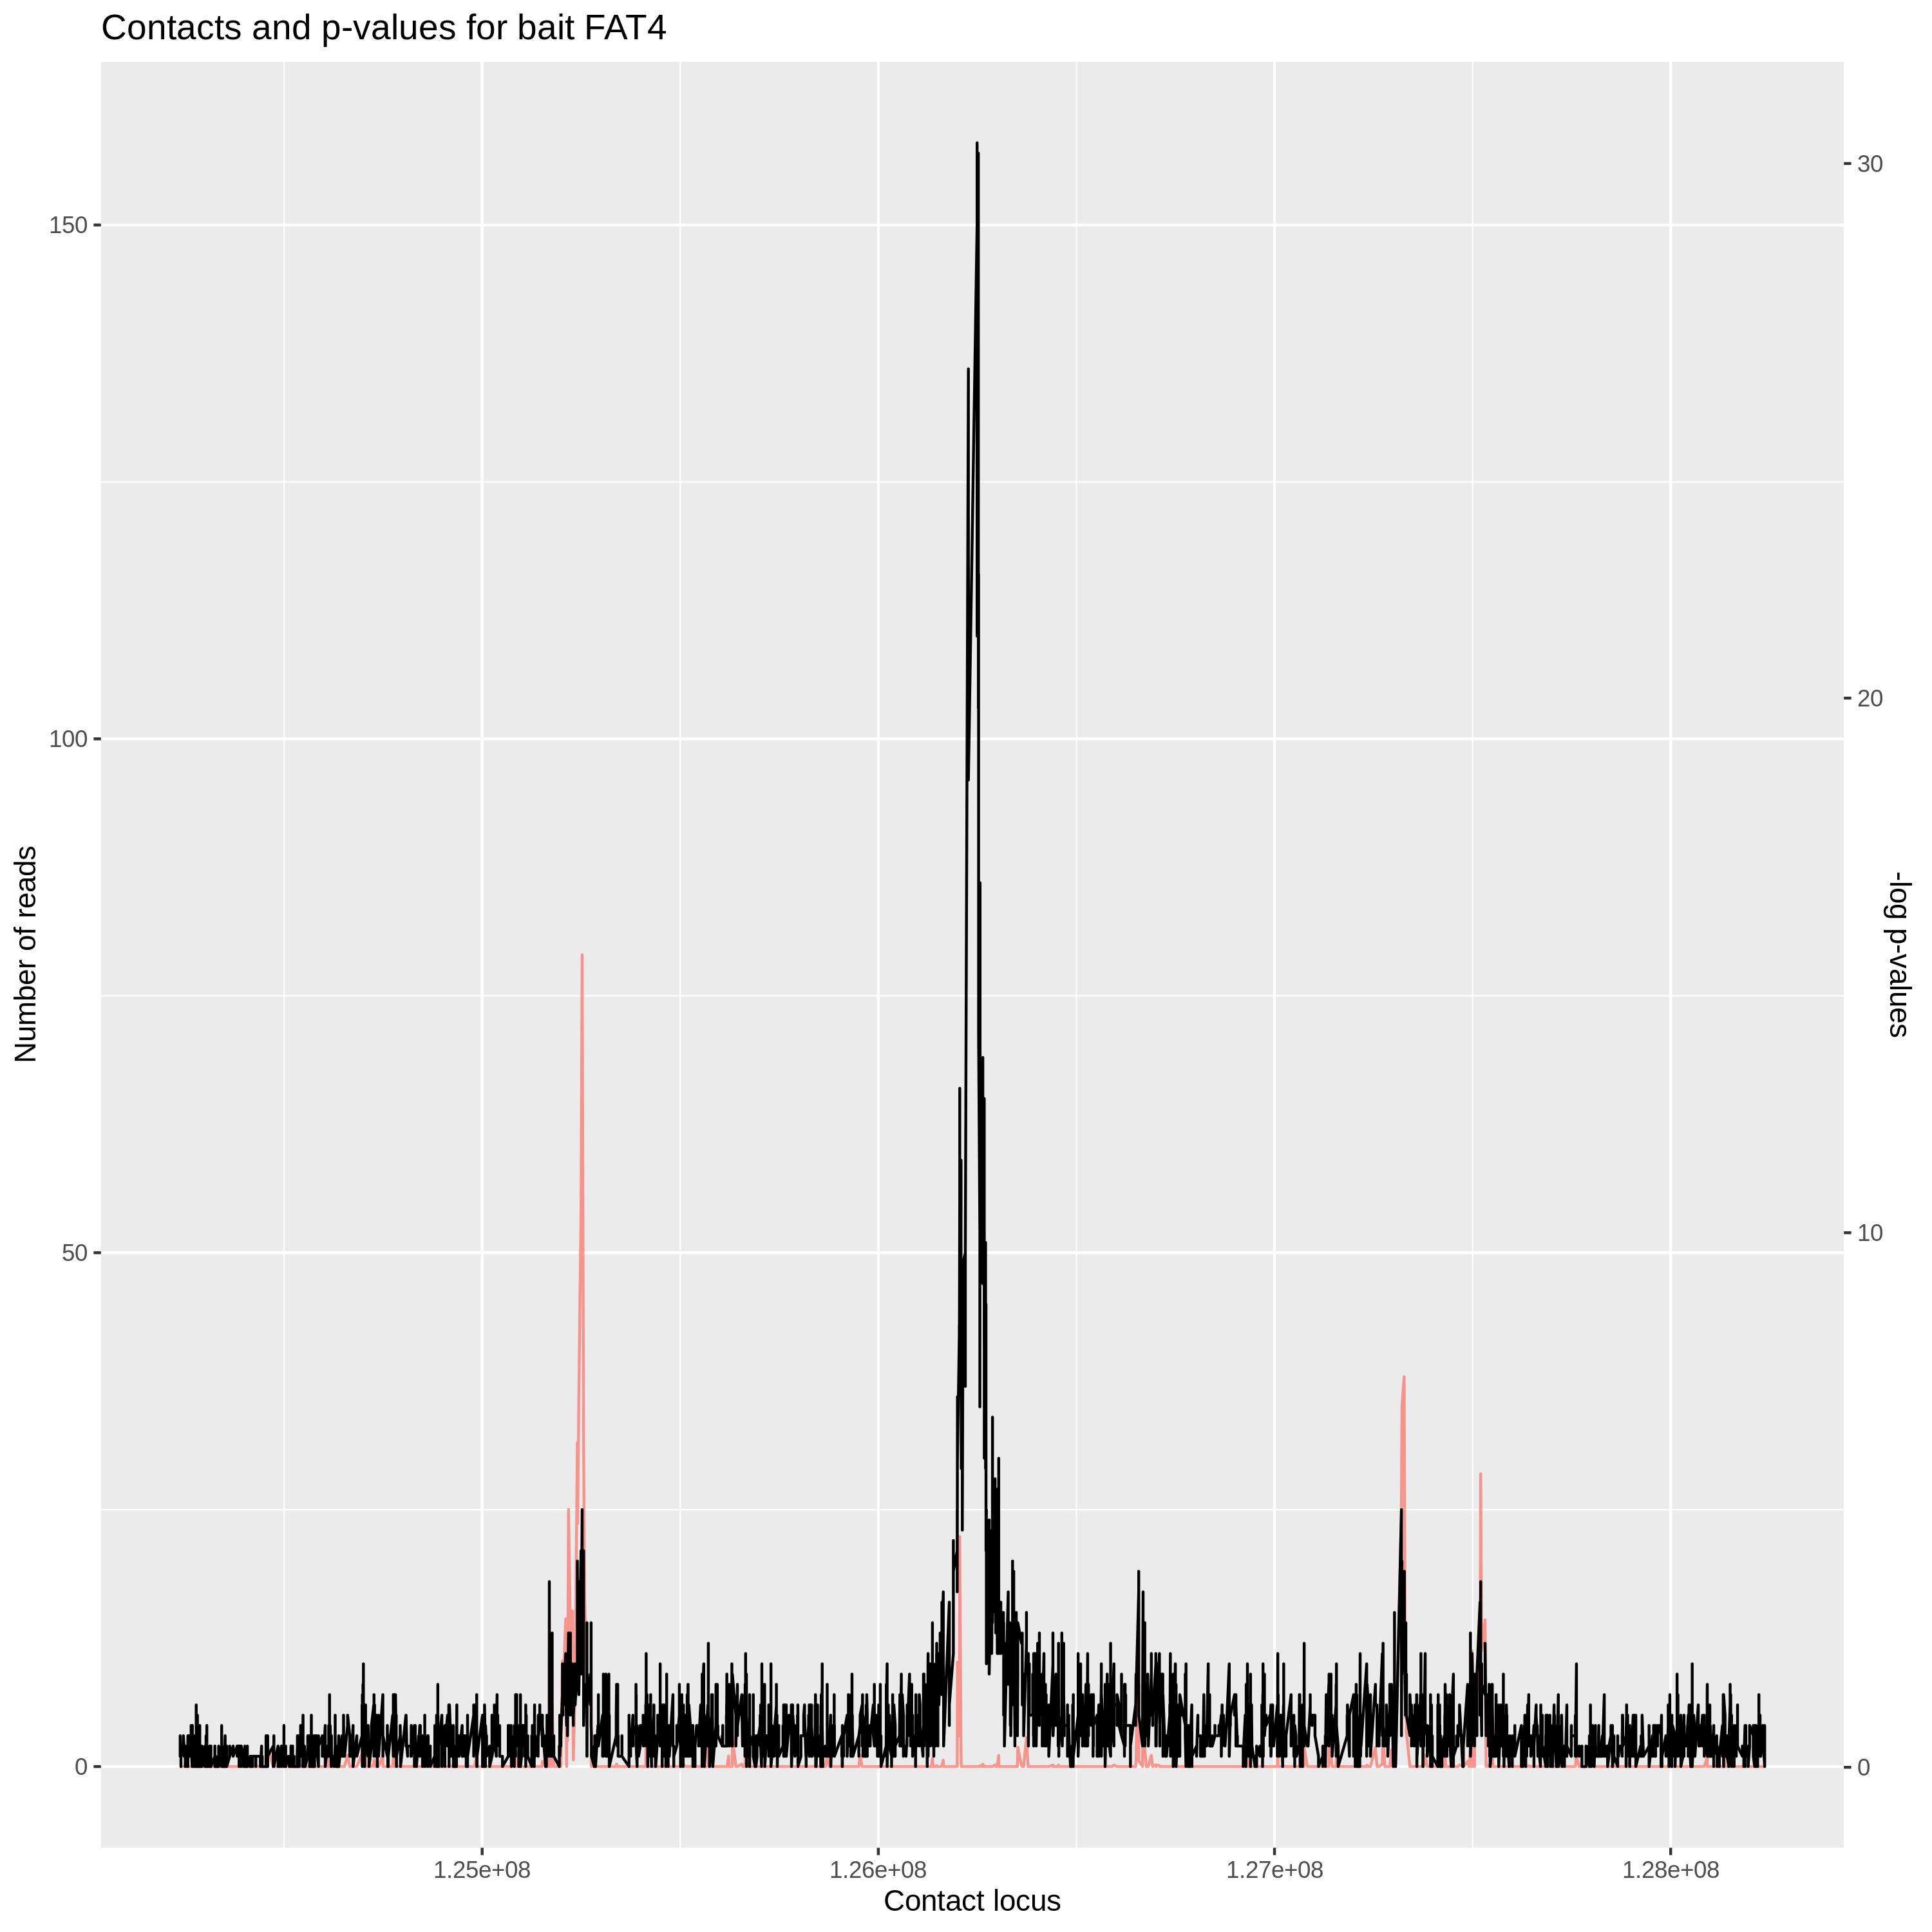 Contacts and p-values for bait FAT4
150
100
50
0
30
20
10
0
Number of reads
-log p-values
1.25e+08 1.26e+08 1.27e+08 1.28e+08
Contact locus